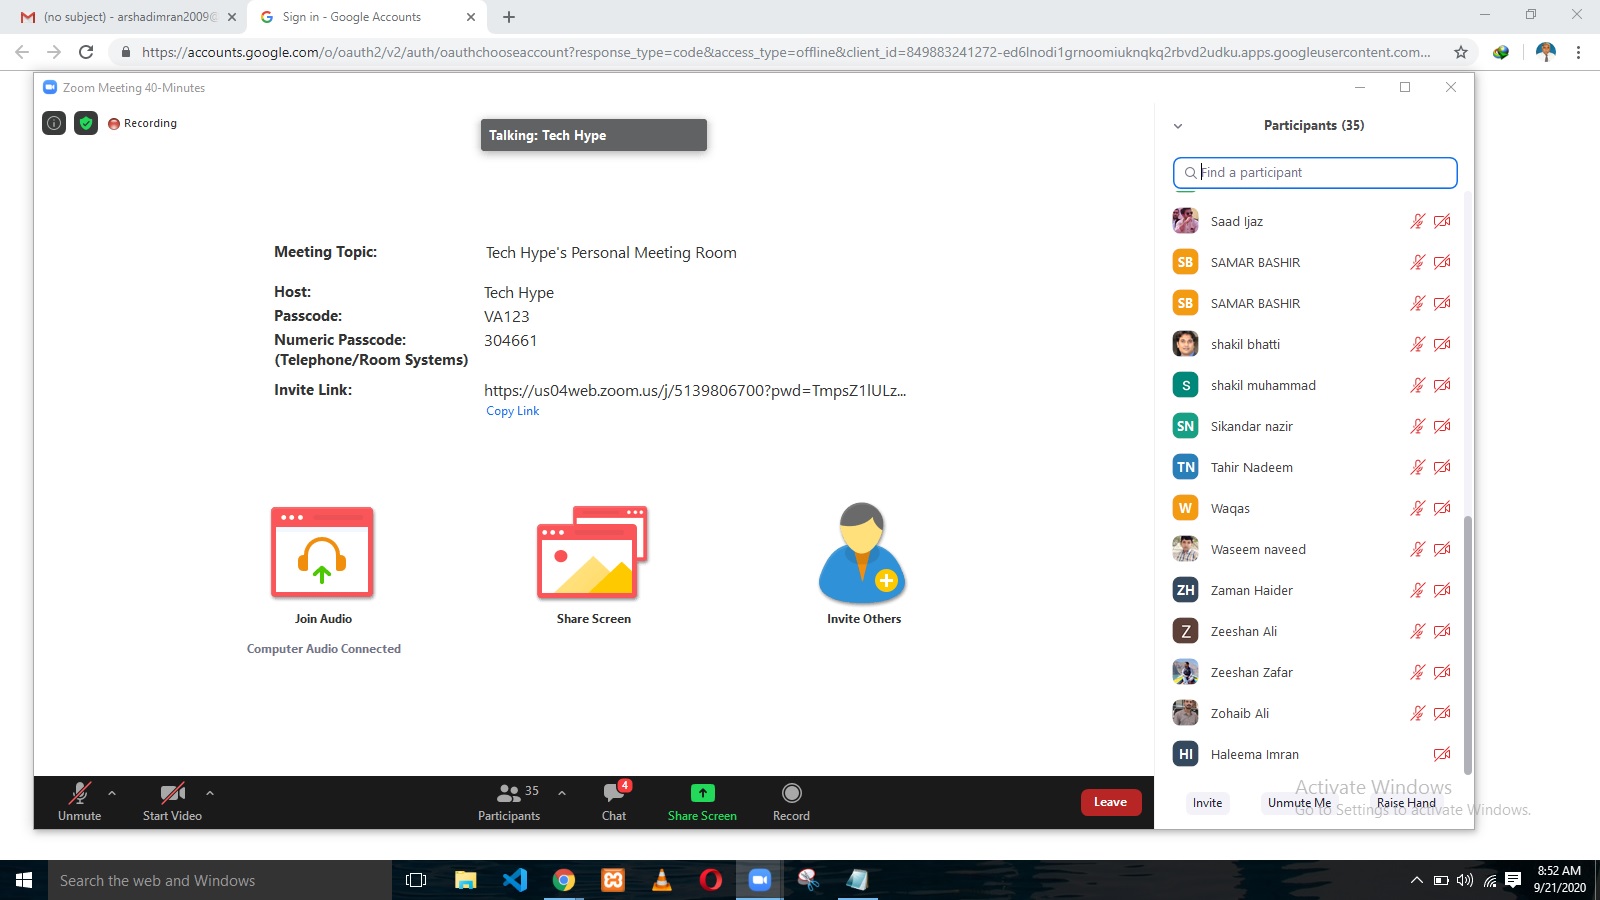 (no subject) - arshadimran2009@
Sign in - Google Accounts
https://accounts.google.com/o/oauth2/v2/auth/oauthchooseaccount?response_type=code&access_type=offline&client_id=849883241272-ed6lnodi1grnoomiuknqkq2rbvd2udku.apps.googleusercontent.com...
Zoom Meeting 40-Minutes
Recording
Talking: Tech Hype
Meeting Topic: Tech Hype's Personal Meeting Room
Host: Tech Hype
Passcode: VA123
Numeric Passcode: 304661
(Telephone/Room Systems)
Invite Link: https://us04web.zoom.us/j/5139806700?pwd=TmpsZ1lULz...
Copy Link
Join Audio
Share Screen
Invite Others
Computer Audio Connected
Participants (35)
Find a participant
Saad Ijaz
SB SAMAR BASHIR
SB SAMAR BASHIR
shakil bhatti
S shakil muhammad
SN Sikandar nazir
TN Tahir Nadeem
W Waqas
Waseem naveed
ZH Zaman Haider
Z Zeeshan Ali
Zeeshan Zafar
Zohaib Ali
HI Haleema Imran
Invite
Unmute Me
Raise Hand
Activate Windows
Go to Settings to activate Windows.
Unmute
Start Video
35
Participants
4
Chat
Share Screen
Record
Leave
Search the web and Windows
8:52 AM
9/21/2020